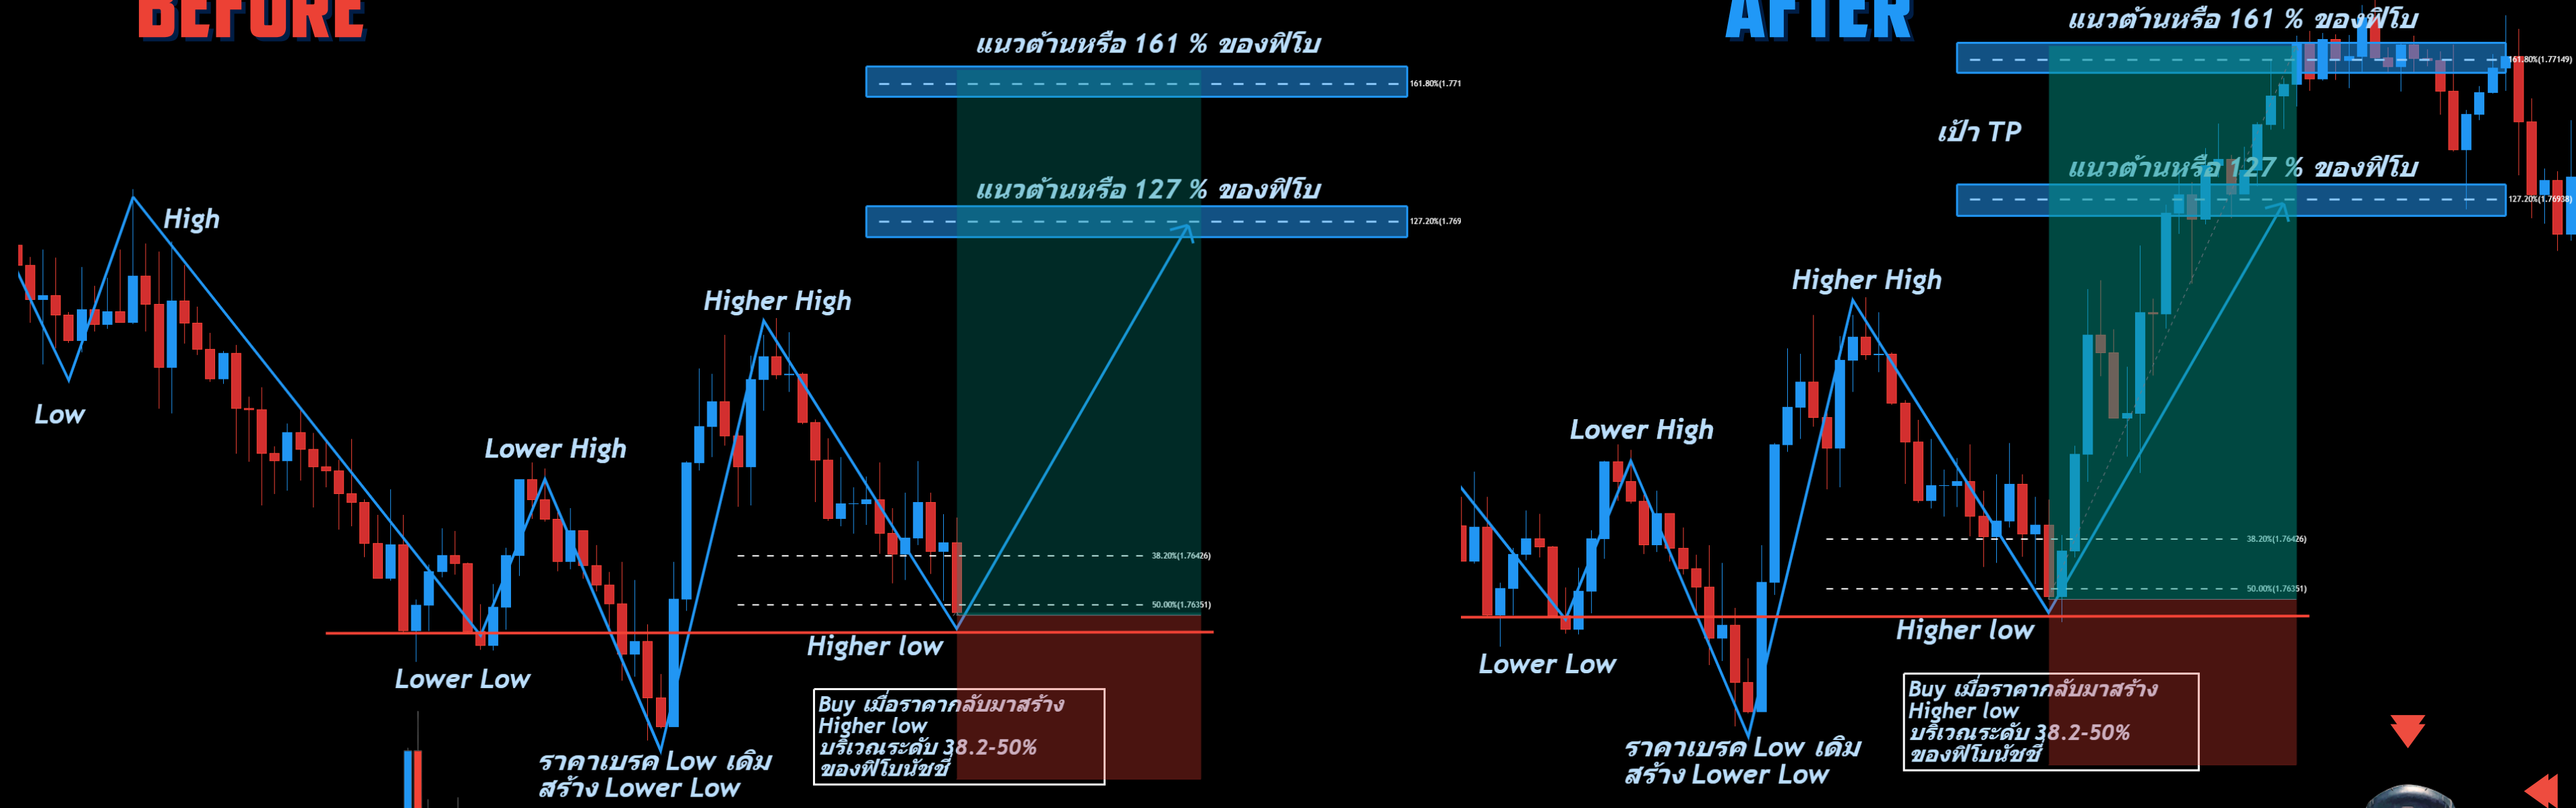 BEFORE
แนวต้านหรือ 161 % ของฟิโบ
161.80%(1.771
แนวต้านหรือ 127 % ของฟิโบ
127.20%(1.769
High
Low
Higher High
Lower High
38.20%(1.76426)
50.00%(1.76351)
Higher low
Lower Low
Buy เมื่อราคากลับมาสร้าง
Higher low
บริเวณระดับ 38.2-50%
ของฟิโบนัชชี่
ราคาเบรค Low เดิม
สร้าง Lower Low
AFTER
แนวต้านหรือ 161 % ของฟิโบ
161.80%(1.77149)
เป้า TP
แนวต้านหรือ 127 % ของฟิโบ
127.20%(1.76938)
Higher High
Lower High
38.20%(1.76426)
50.00%(1.76351)
Higher low
Lower Low
Buy เมื่อราคากลับมาสร้าง
Higher low
บริเวณระดับ 38.2-50%
ของฟิโบนัชชี่
ราคาเบรค Low เดิม
สร้าง Lower Low